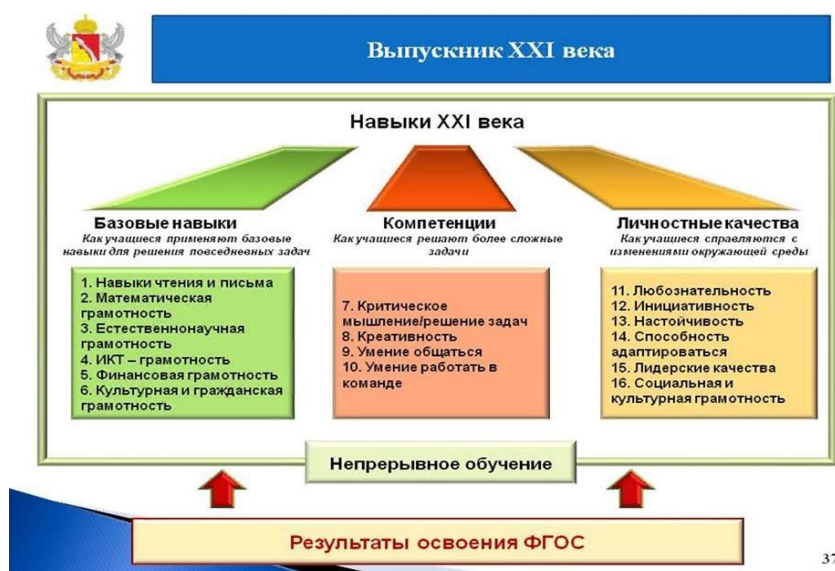 Выпускник XXI века
Навыки XXI века
Базовые навыки
Как учащиеся применяют базовые
навыки для решения повседневных задач
1. Навыки чтения и письма
2. Математическая
грамотность
3. Естественнонаучная
грамотность
4. ИКТ – грамотность
5. Финансовая грамотность
6. Культурная и гражданская
грамотность
Компетенции
Как учащиеся решают более сложные
задачи
7. Критическое
мышление/решение задач
8. Креативность
9. Умение общаться
10. Умение работать в
команде
Личностные качества
Как учащиеся справляются с
изменениями окружающей среды
11. Любознательность
12. Инициативность
13. Настойчивость
14. Способность
адаптироваться
15. Лидерские качества
16. Социальная и
культурная грамотность
Непрерывное обучение
Результаты освоения ФГОС
37